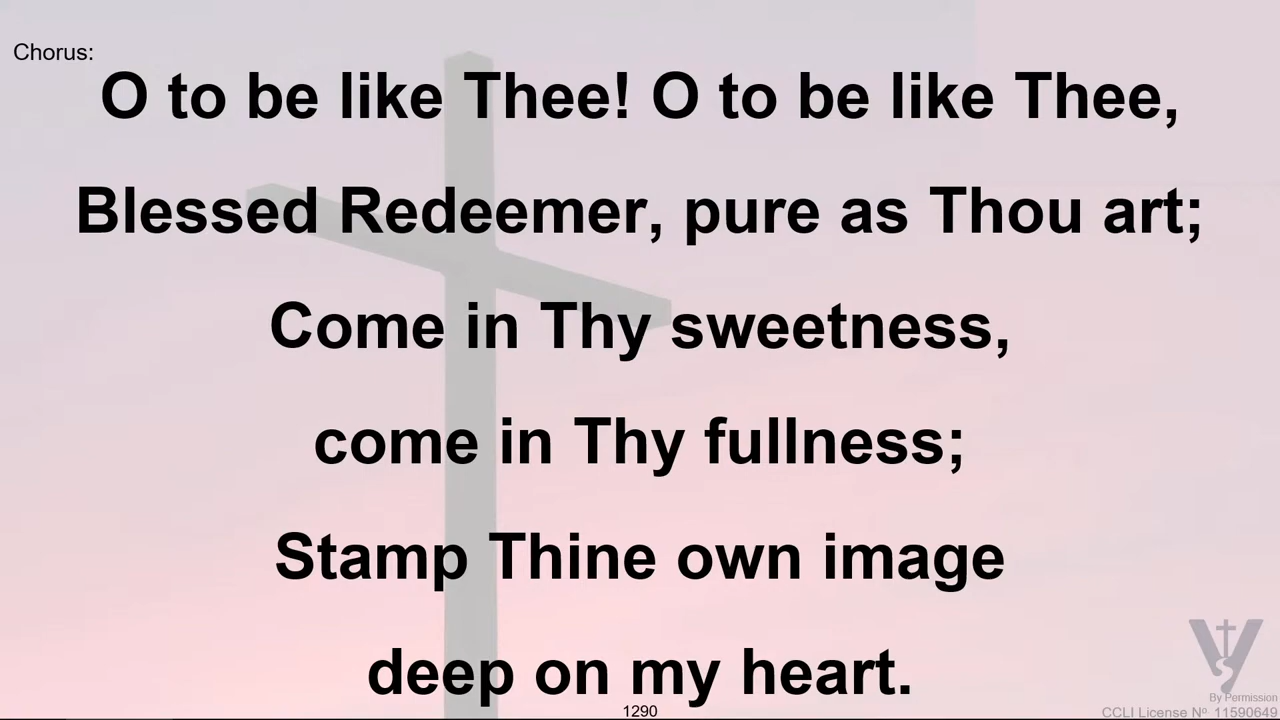 Chorus:
O to be like Thee! O to be like Thee,
Blessed Redeemer, pure as Thou art;
Come in Thy sweetness,
come in Thy fullness;
Stamp Thine own image
deep on my heart.
1290
By Permission
CCLI License Nº 11590649